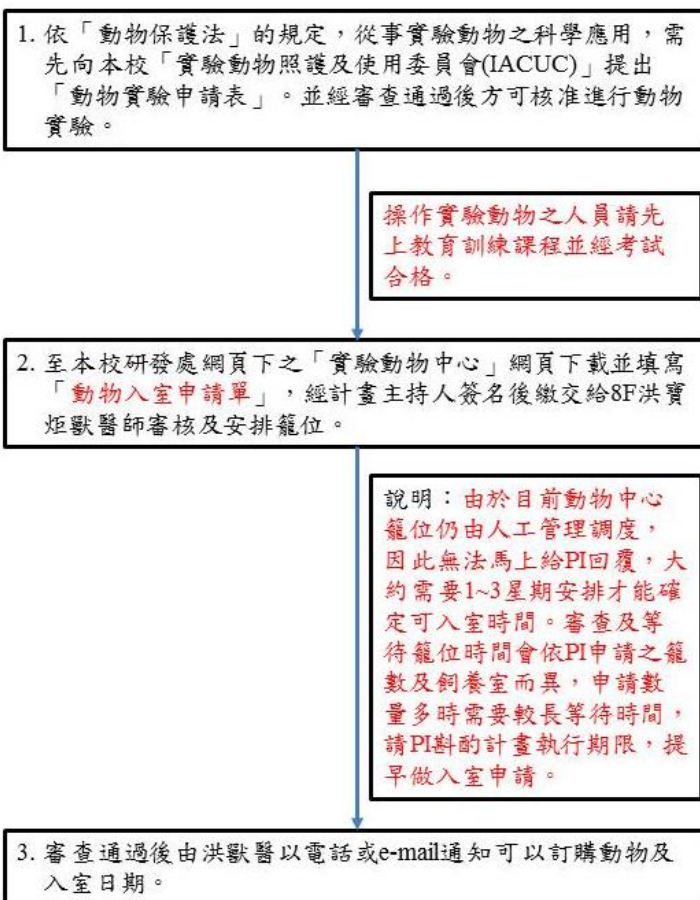 1. 依「動物保護法」的規定，從事實驗動物之科學應用，需
先向本校「實驗動物照護及使用委員會(IACUC)」提出
「動物實驗申請表」。並經審查通過後方可核准進行動物
實驗。
操作實驗動物之人員請先
上教育訓練課程並經考試
合格。
2. 至本校研發處網頁下之「實驗動物中心」網頁下載並填寫
「動物入室申請單」，經計畫主持人簽名後繳交給8F洪寶
炬獸醫師審核及安排籠位。
說明：由於目前動物中心
籠位仍由人工管理調度，
因此無法馬上給PI回覆，大
約需要1~3星期安排才能確
定可入室時間。審查及等
待籠位時間會依PI申請之籠
數及飼養室而異，申請數
量多時需要較長等待時間，
請PI斟酌計畫執行期限，提
早做入室申請。
3. 審查通過後由洪獸醫以電話或e-mail通知可以訂購動物及
入室日期。